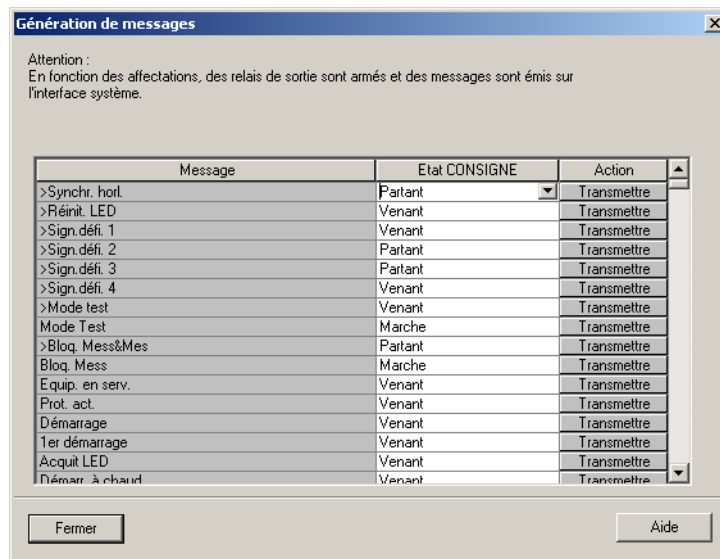 Génération de messages
Attention :
En fonction des affectations, des relais de sortie sont armés et des messages sont émis sur
l'interface système.
Message Etat CONSIGNE Action
>Synchr. horl. Partant Transmettre
>Réinit. LED Venant Transmettre
>Sign.défi. 1 Venant Transmettre
>Sign.défi. 2 Partant Transmettre
>Sign.défi. 3 Partant Transmettre
>Sign.défi. 4 Venant Transmettre
>Mode test Venant Transmettre
Mode Test Marche Transmettre
>Bloq. Mess&Mes Partant Transmettre
Bloq. Mess Marche Transmettre
Equip. en serv. Venant Transmettre
Prot. act. Venant Transmettre
Démarrage Venant Transmettre
1er démarrage Venant Transmettre
Acquit LED Venant Transmettre
Démarr. à chaud Venant Transmettre
Fermer Aide